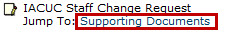 IACUC Staff Change Request
Jump To: Supporting Documents